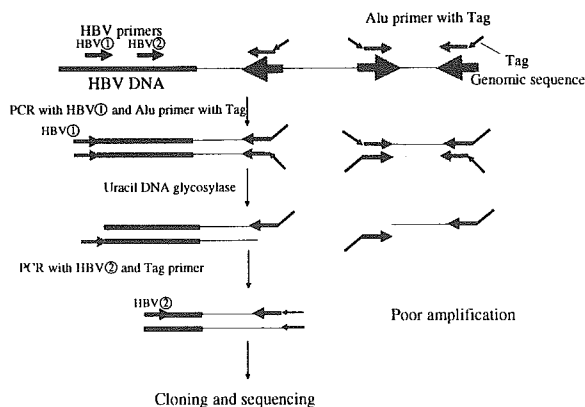 HBV primers
HBV① HBV②
Alu primer with Tag
Tag
HBV DNA
Genomic sequence
PCR with HBV① and Alu primer with Tag
HBV①
Uracil DNA glycosylase
PCR with HBV② and Tag primer
HBV②
Poor amplification
Cloning and sequencing